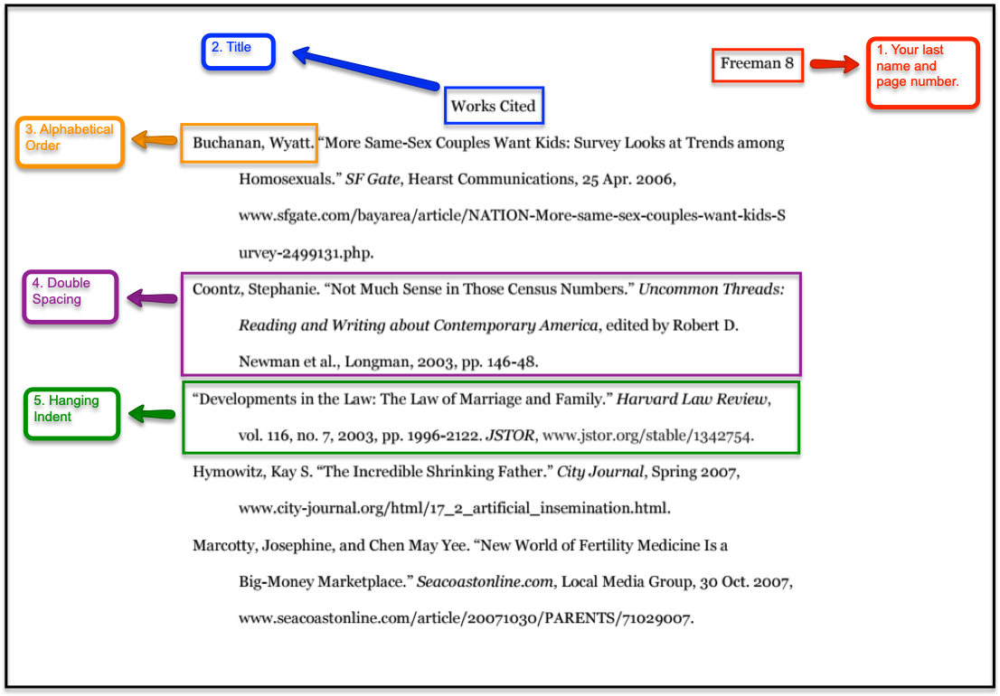 2. Title
Freeman 8
1. Your last
name and
page number.
Works Cited
3. Alphabetical
Order
Buchanan, Wyatt. “More Same-Sex Couples Want Kids: Survey Looks at Trends among
Homosexuals.” SF Gate, Hearst Communications, 25 Apr. 2006,
www.sfgate.com/bayarea/article/NATION-More-same-sex-couples-want-kids-S
urvey-2499131.php.
4. Double
Spacing
Coontz, Stephanie. “Not Much Sense in Those Census Numbers.” Uncommon Threads:
Reading and Writing about Contemporary America, edited by Robert D.
Newman et al., Longman, 2003, pp. 146-48.
5. Hanging
Indent
“Developments in the Law: The Law of Marriage and Family.” Harvard Law Review,
vol. 116, no. 7, 2003, pp. 1996-2122. JSTOR, www.jstor.org/stable/1342754.
Hymowitz, Kay S. “The Incredible Shrinking Father.” City Journal, Spring 2007,
www.city-journal.org/html/17_2_artificial_insemination.html.
Marcotty, Josephine, and Chen May Yee. “New World of Fertility Medicine Is a
Big-Money Marketplace.” Seacoastonline.com, Local Media Group, 30 Oct. 2007,
www.seacoastonline.com/article/20071030/PARENTS/71029007.